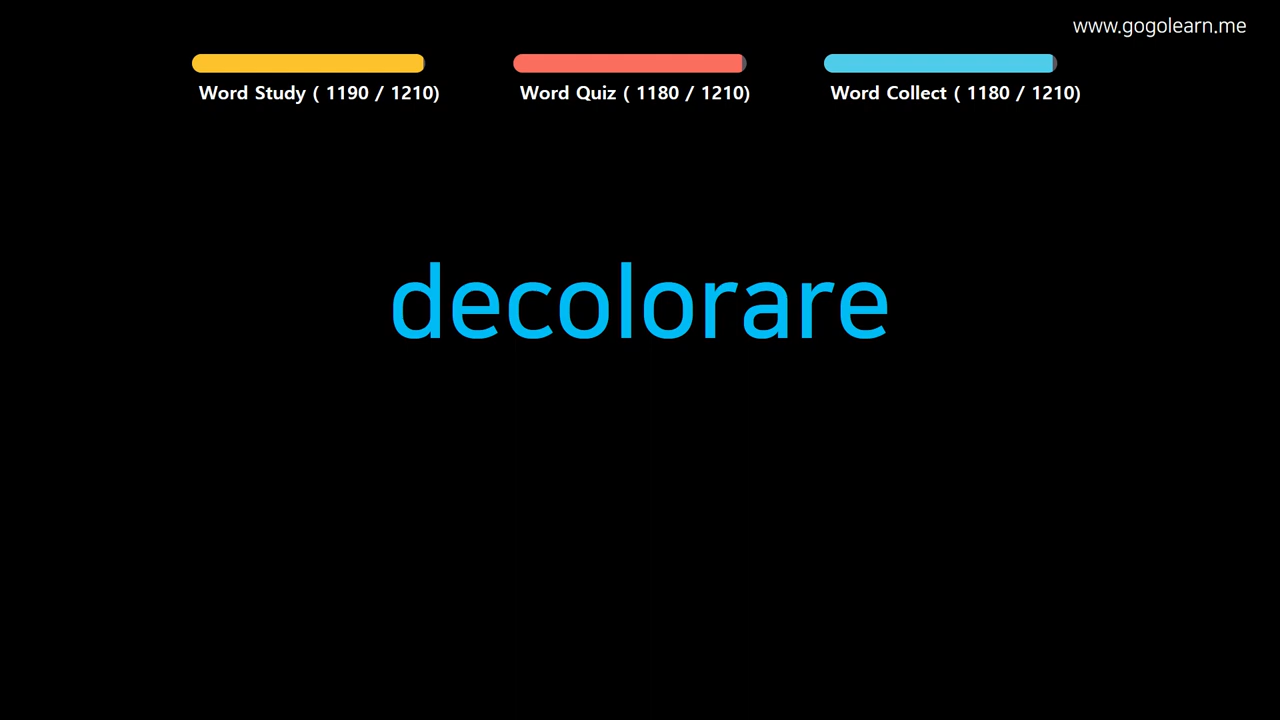 www.gogolearn.me
Word Study ( 1190 / 1210)
Word Quiz ( 1180 / 1210)
Word Collect ( 1180 / 1210)
decolorare